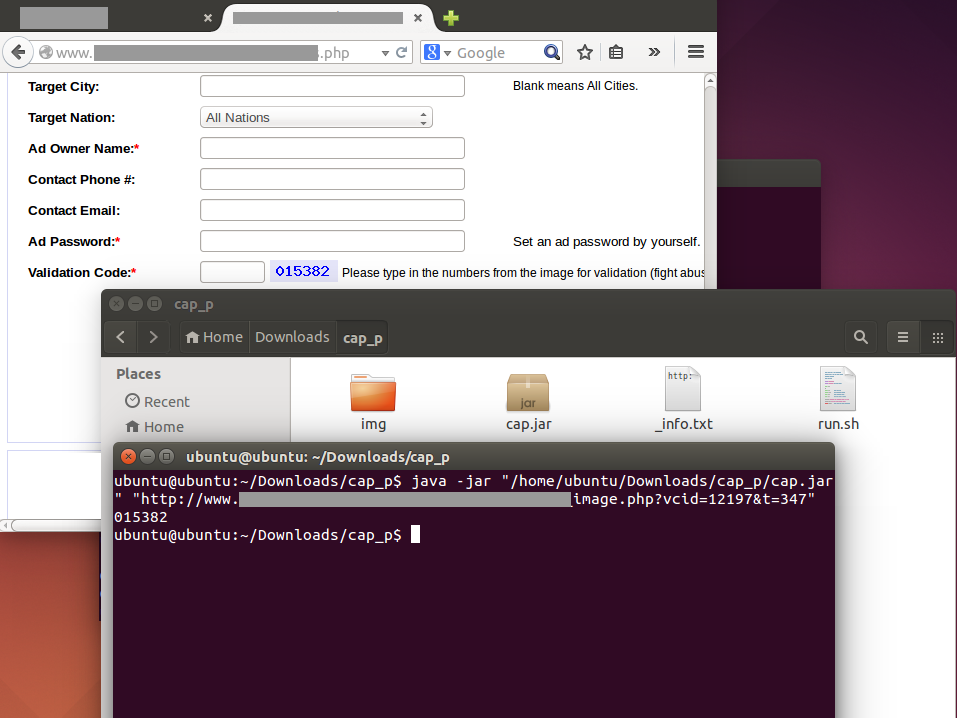 www.
.php
Google
Target City:
Blank means All Cities.
Target Nation:
All Nations
Ad Owner Name:*
Contact Phone #:
Contact Email:
Ad Password:*
Set an ad password by yourself.
Validation Code:*
015382
Please type in the numbers from the image for validation (fight abus
cap_p
Home
Downloads
cap_p
Places
Recent
Home
img
jar
cap.jar
http:
_info.txt
run.sh
ubuntu@ubuntu: ~/Downloads/cap_p
ubuntu@ubuntu:~/Downloads/cap_p$ java -jar "/home/ubuntu/Downloads/cap_p/cap.jar
" "http://www. image.php?vcid=12197&t=347"
015382
ubuntu@ubuntu:~/Downloads/cap_p$